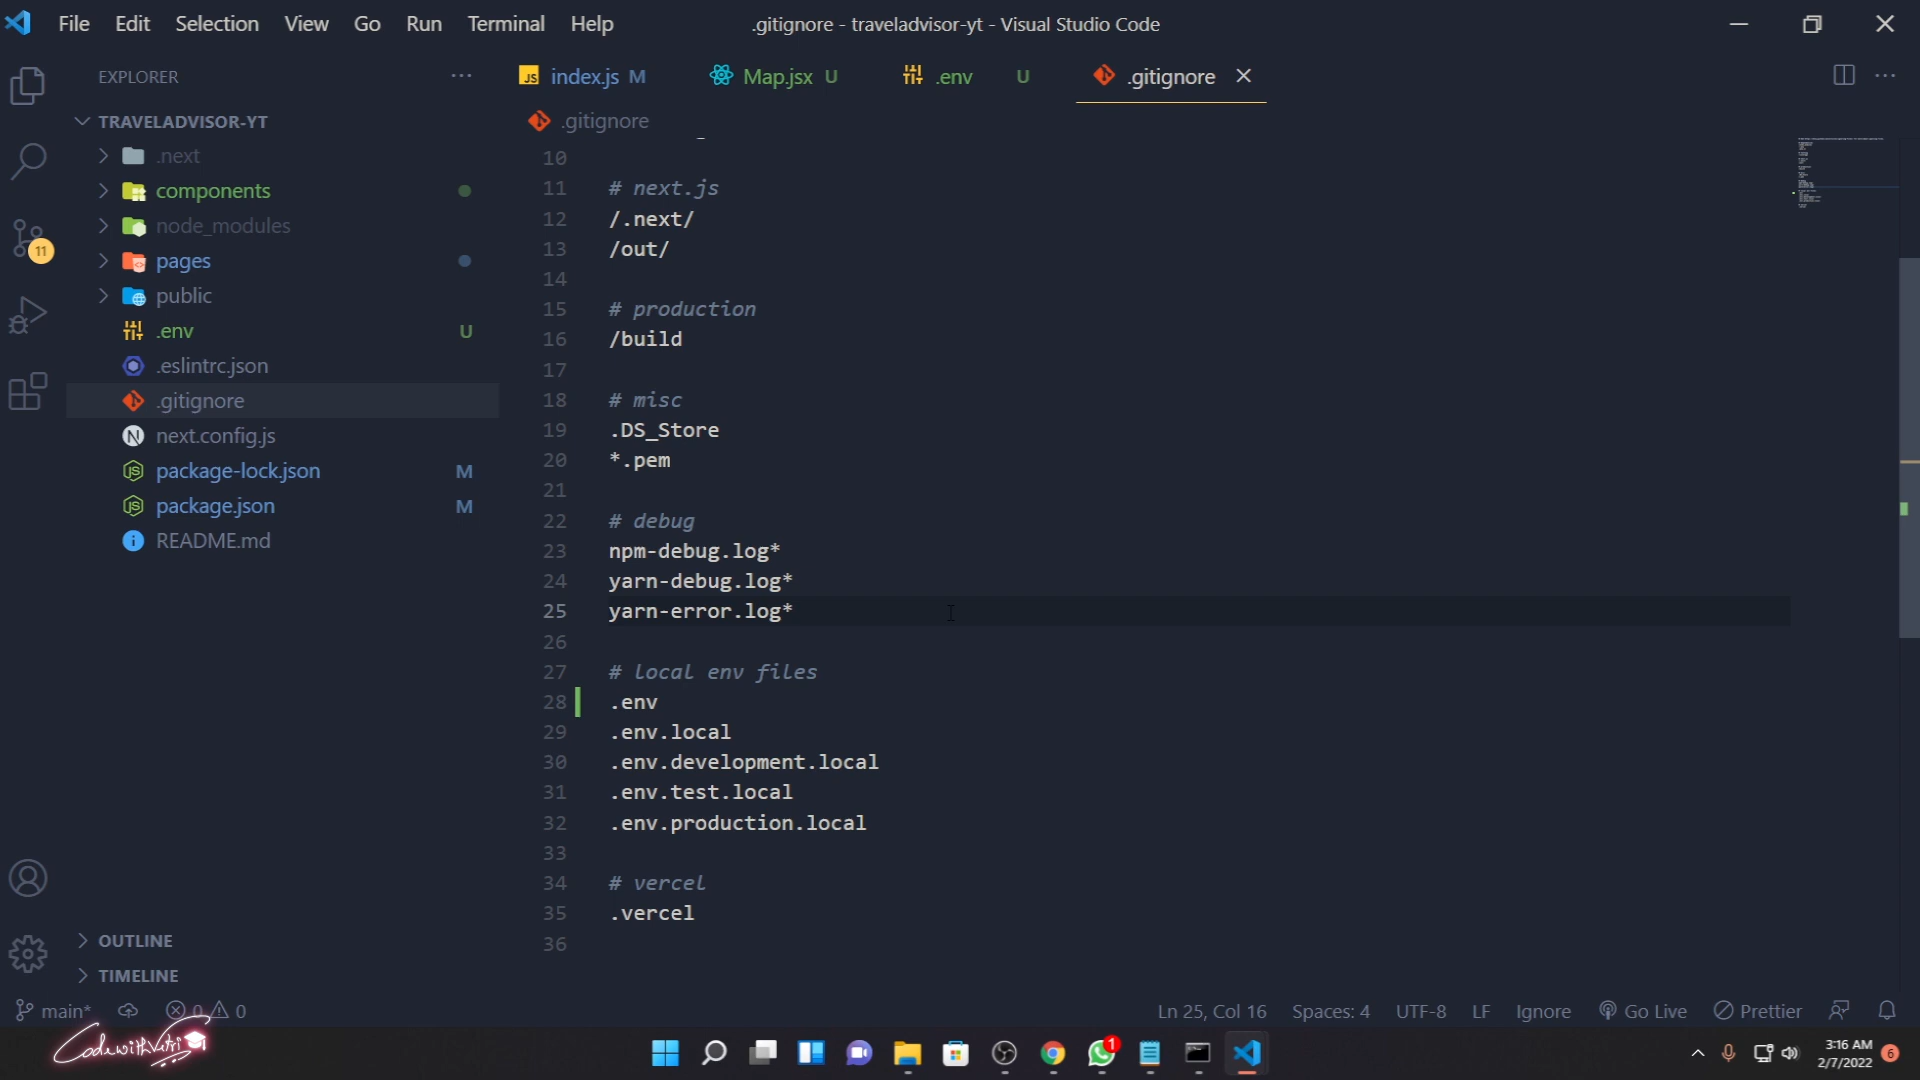 File Edit Selection View Go Run Terminal Help
.gitignore - traveladvisor-yt - Visual Studio Code
EXPLORER
index.js M
Map.jsx U
.env U
.gitignore
TRAVELADVISOR-YT
.gitignore
.next
components
node_modules
pages
public
.env U
.eslintrc.json
.gitignore
next.config.js
package-lock.json M
package.json M
README.md
11
10
11 # next.js
12 /.next/
13 /out/
14
15 # production
16 /build
17
18 # misc
19 .DS_Store
20 *.pem
21
22 # debug
23 npm-debug.log*
24 yarn-debug.log*
25 yarn-error.log*
26
27 # local env files
28 .env
29 .env.local
30 .env.development.local
31 .env.test.local
32 .env.production.local
33
34 # vercel
35 .vercel
36
OUTLINE
TIMELINE
main* 0 0
Ln 25, Col 16 Spaces: 4 UTF-8 LF Ignore Go Live Prettier
CodewithVetri
1
3:16 AM
2/7/2022
6